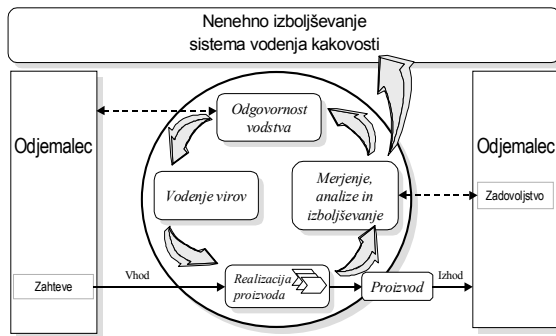 Nenehno izboljševanje
sistema vodenja kakovosti
Odjemalec
Odgovornost
vodstva
Odjemalec
Vodenje virov
Merjenje,
analize in
izboljševanje
Zadovoljstvo
Zahteve
Vhod
Realizacija
proizvoda
Proizvod
Izhod